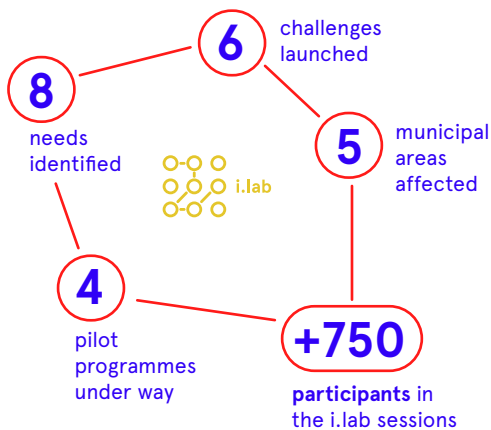 6
challenges
launched
8
needs
identified
5
municipal
areas
affected
i.lab
4
pilot
programmes
under way
+750
participants in
the i.lab sessions